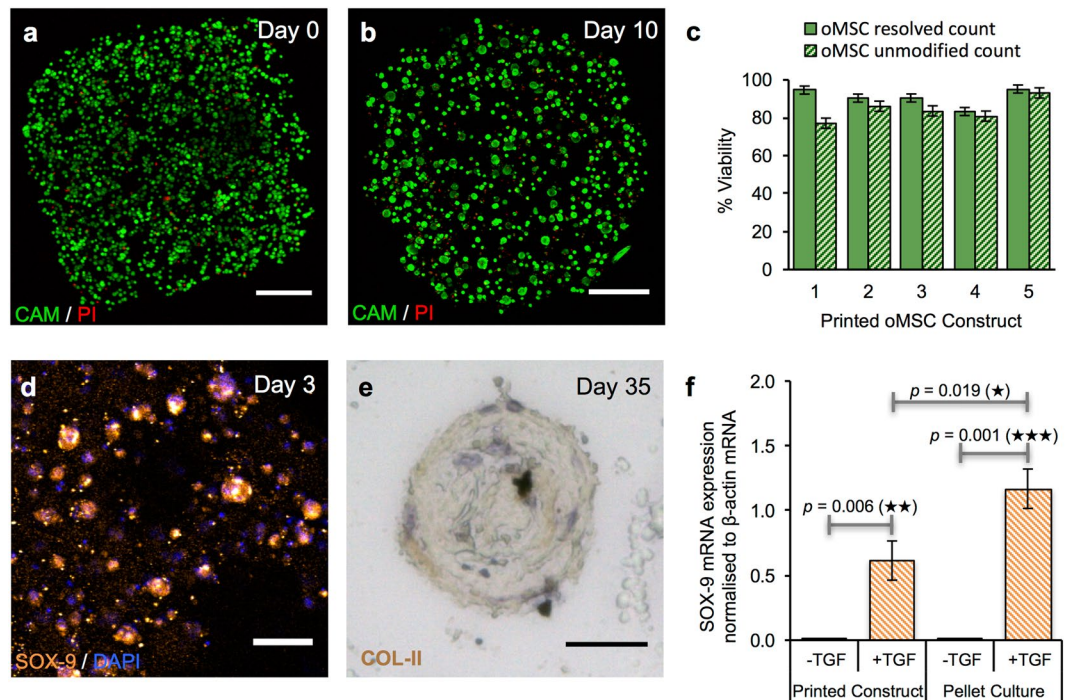 a
Day 0
CAM / PI
b
Day 10
CAM / PI
c
oMSC resolved count
oMSC unmodified count
% Viability
100
80
60
40
20
0
1 2 3 4 5
Printed oMSC Construct
d
Day 3
SOX-9 / DAPI
e
Day 35
COL-II
f
SOX-9 mRNA expression
normalised to β-actin mRNA
2.0
1.5
1.0
0.5
0.0
p = 0.019 (★)
p = 0.001 (★★★)
p = 0.006 (★★)
-TGF +TGF -TGF +TGF
Printed Construct Pellet Culture